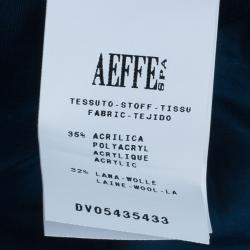 AEFFE SPA
TESSUTO-STOFF-TISSU
FABRIC-TEJIDO
35% ACRILICA
POLYACRYL
ACRYLIQUE
ACRYLIC
32% LANA-WOLLE
LAINE-WOOL-LA
DV05435433